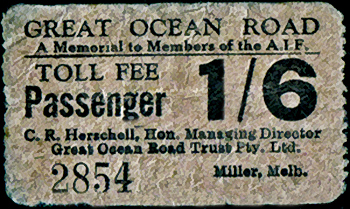 GREAT OCEAN ROAD
A Memorial to Members of the A.I.F.
TOLL FEE
Passenger 1/6
C. R. Herschell, Hon. Managing Director
Great Ocean Road Trust Pty. Ltd.
2854 Miller, Melb.